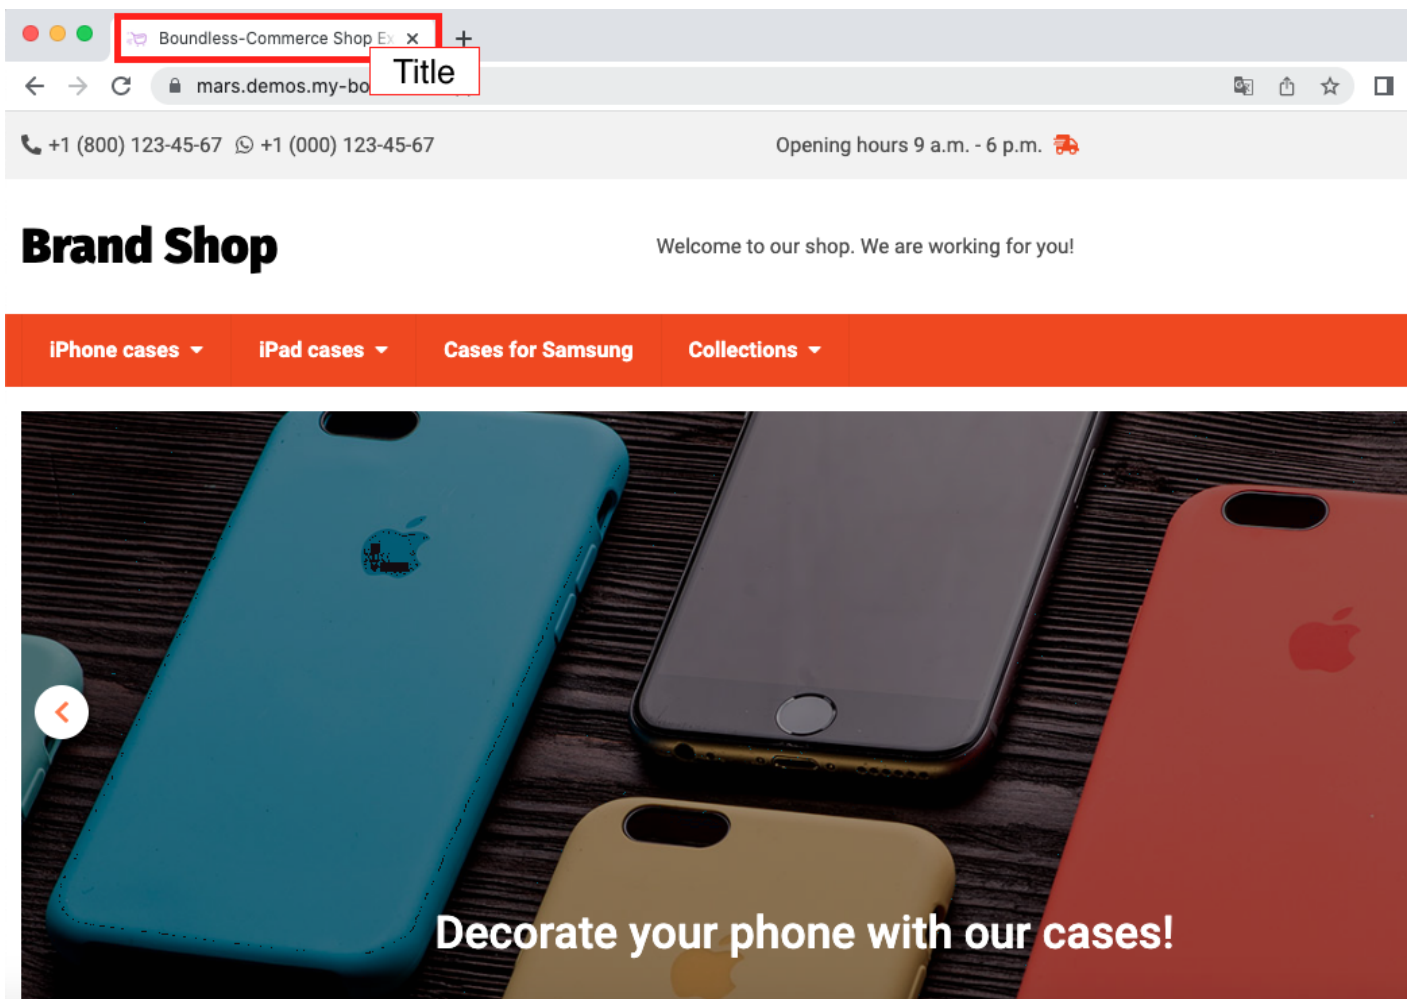 Boundless-Commerce Shop
Title
mars.demos.my-bo
+1 (800) 123-45-67 +1 (000) 123-45-67
Opening hours 9 a.m. - 6 p.m.
Brand Shop
Welcome to our shop. We are working for you!
iPhone cases
iPad cases
Cases for Samsung
Collections
Decorate your phone with our cases!